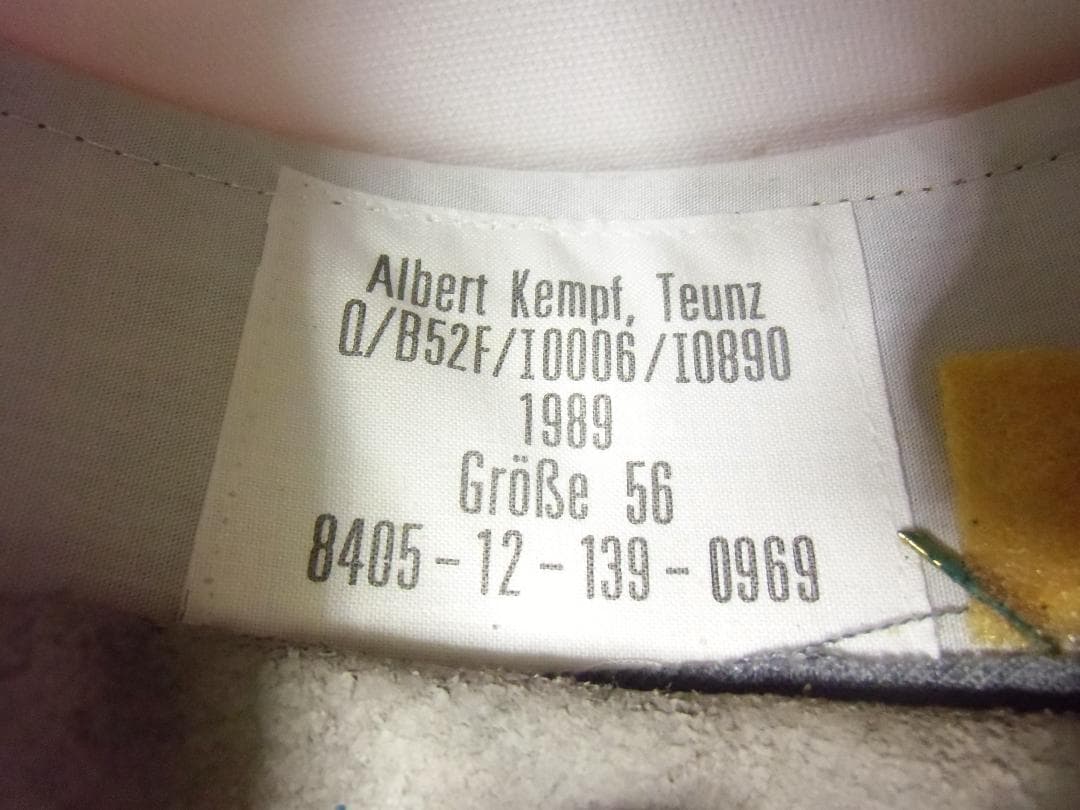 Albert Kempf, Teunz
Q/B52F/I0006/I0890
1989
Größe 56
8405-12-139-0969